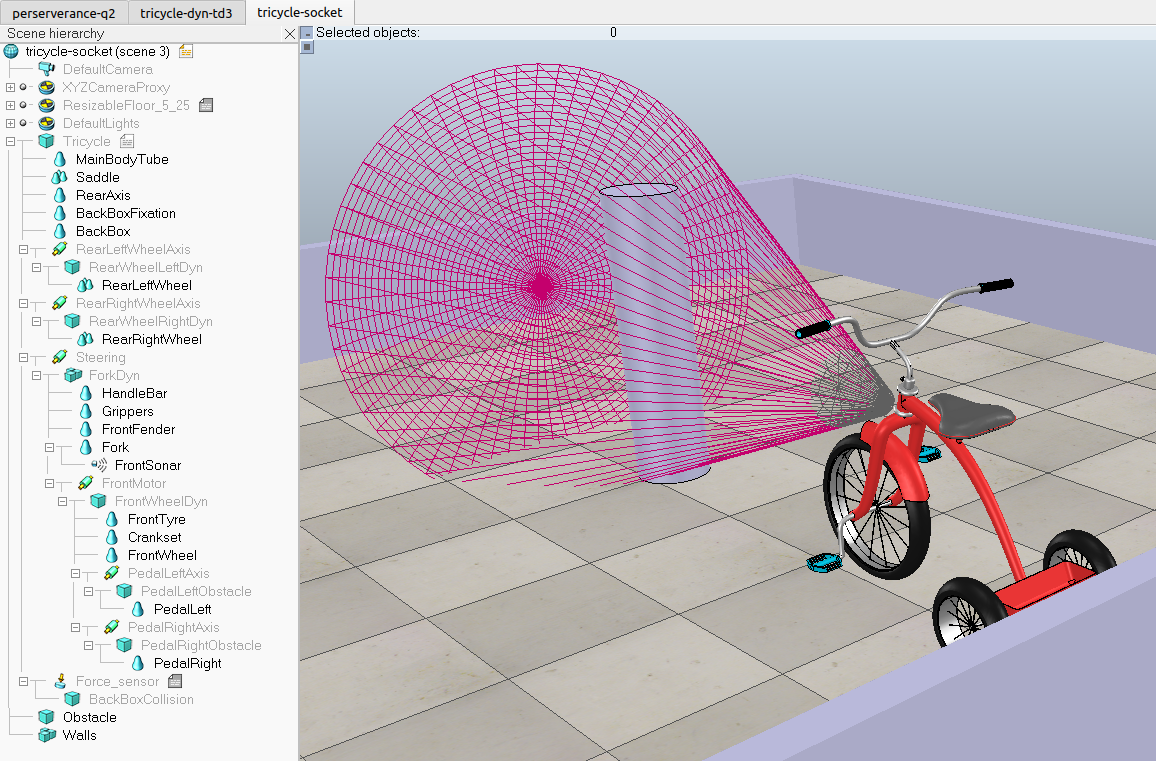 perserverance-q2 tricycle-dyn-td3 tricycle-socket
Scene hierarchy Selected objects: 0
tricycle-socket (scene 3)
DefaultCamera
XYZCameraProxy
ResizableFloor_5_25
DefaultLights
Tricycle
MainBodyTube
Saddle
RearAxis
BackBoxFixation
BackBox
RearLeftWheelAxis
RearWheelLeftDyn
RearLeftWheel
RearRightWheelAxis
RearWheelRightDyn
RearRightWheel
Steering
ForkDyn
HandleBar
Grippers
FrontFender
Fork
FrontSonar
FrontMotor
FrontWheelDyn
FrontTyre
Crankset
FrontWheel
PedalLeftAxis
PedalLeftObstacle
PedalLeft
PedalRightAxis
PedalRightObstacle
PedalRight
Force_sensor
BackBoxCollision
Obstacle
Walls